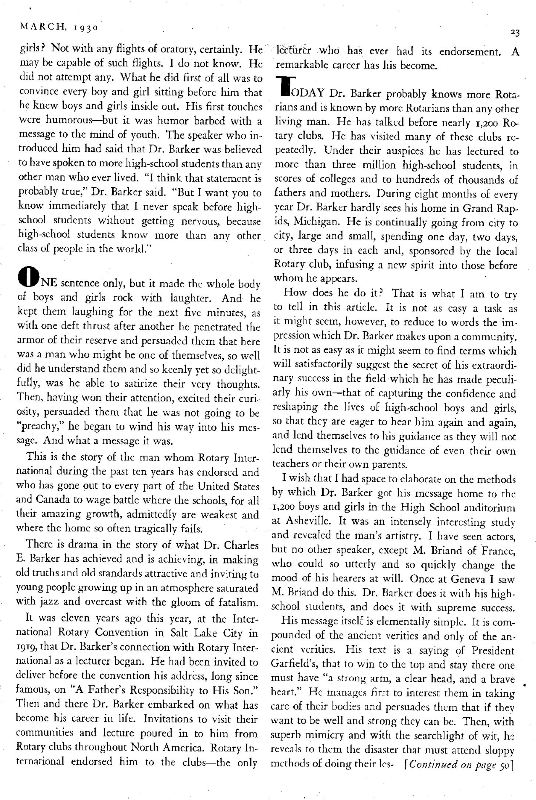 MARCH, 1930
23
girls? Not with any flights of oratory, certainly. He
may be capable of such flights. I do not know. He
did not attempt any. What he did first of all was to
convince every boy and girl sitting before him that
he knew boys and girls inside out. His first touches
were humorous—but it was humor barbed with a
message to the mind of youth. The speaker who in-
troduced him had said that Dr. Barker was believed
to have spoken to more high-school students than any
other man who ever lived. "I think that statement is
probably true," Dr. Barker said. "But I want you to
know immediately that I never speak before high-
school students without getting nervous, because
high-school students know more than any other
class of people in the world."
ONE sentence only, but it made the whole body
of boys and girls rock with laughter. And he
kept them laughing for the next five minutes, as
with one deft thrust after another he penetrated the
armor of their reserve and persuaded them that here
was a man who might be one of themselves, so well
did he understand them and so keenly yet so delight-
fully, was he able to satirize their very thoughts.
Then, having won their attention, excited their curi-
osity, persuaded them that he was not going to be
"preachy," he began to wind his way into his mes-
sage. And what a message it was.
This is the story of the man whom Rotary Inter-
national during the past ten years has endorsed and
who has gone out to every part of the United States
and Canada to wage battle where the schools, for all
their amazing growth, admittedly are weakest and
where the home so often tragically fails.
There is drama in the story of what Dr. Charles
E. Barker has achieved and is achieving, in making
old truths and old standards attractive and inviting to
young people growing up in an atmosphere saturated
with jazz and overcast with the gloom of fatalism.
It was eleven years ago this year, at the Inter-
national Rotary Convention in Salt Lake City in
1919, that Dr. Barker's connection with Rotary Inter-
national as a lecturer began. He had been invited to
deliver before the convention his address, long since
famous, on "A Father's Responsibility to His Son."
Then and there Dr. Barker embarked on what has
become his career in life. Invitations to visit their
communities and lecture poured in to him from
Rotary clubs throughout North America. Rotary In-
ternational endorsed him to the clubs—the only
lecturer who has ever had its endorsement. A
remarkable career has his become.
TODAY Dr. Barker probably knows more Rota-
rians and is known by more Rotarians than any other
living man. He has talked before nearly 1,200 Ro-
tary clubs. He has visited many of these clubs re-
peatedly. Under their auspices he has lectured to
more than three million high-school students, in
scores of colleges and to hundreds of thousands of
fathers and mothers. During eight months of every
year Dr. Barker hardly sees his home in Grand Rap-
ids, Michigan. He is continually going from city to
city, large and small, spending one day, two days,
or three days in each and, sponsored by the local
Rotary club, infusing a new spirit into those before
whom he appears.
How does he do it? That is what I am to try
to tell in this article. It is not as easy a task as
it might seem, however, to reduce to words the im-
pression which Dr. Barker makes upon a community.
It is not as easy as it might seem to find terms which
will satisfactorily suggest the secret of his extraordi-
nary success in the field which he has made peculi-
arly his own—that of capturing the confidence and
reshaping the lives of high-school boys and girls,
so that they are eager to hear him again and again,
and lend themselves to his guidance as they will not
lend themselves to the guidance of even their own
teachers or their own parents.
I wish that I had space to elaborate on the methods
by which Dr. Barker got his message home to the
1,200 boys and girls in the High School auditorium
at Asheville. It was an intensely interesting study
and revealed the man's artistry. I have seen actors,
but no other speaker, except M. Briand of France,
who could so utterly and so quickly change the
mood of his hearers at will. Once at Geneva I saw
M. Briand do this. Dr. Barker does it with his high-
school students, and does it with supreme success.
His message itself is elementally simple. It is com-
pounded of the ancient verities and only of the an-
cient verities. His text is a saying of President
Garfield's, that to win to the top and stay there one
must have "a strong arm, a clear head, and a brave
heart." He manages first to interest them in taking
care of their bodies and persuades them that if they
want to be well and strong they can be. Then, with
superb mimicry and with the searchlight of wit, he
reveals to them the disaster that must attend sloppy
methods of doing their les- [Continued on page 50]